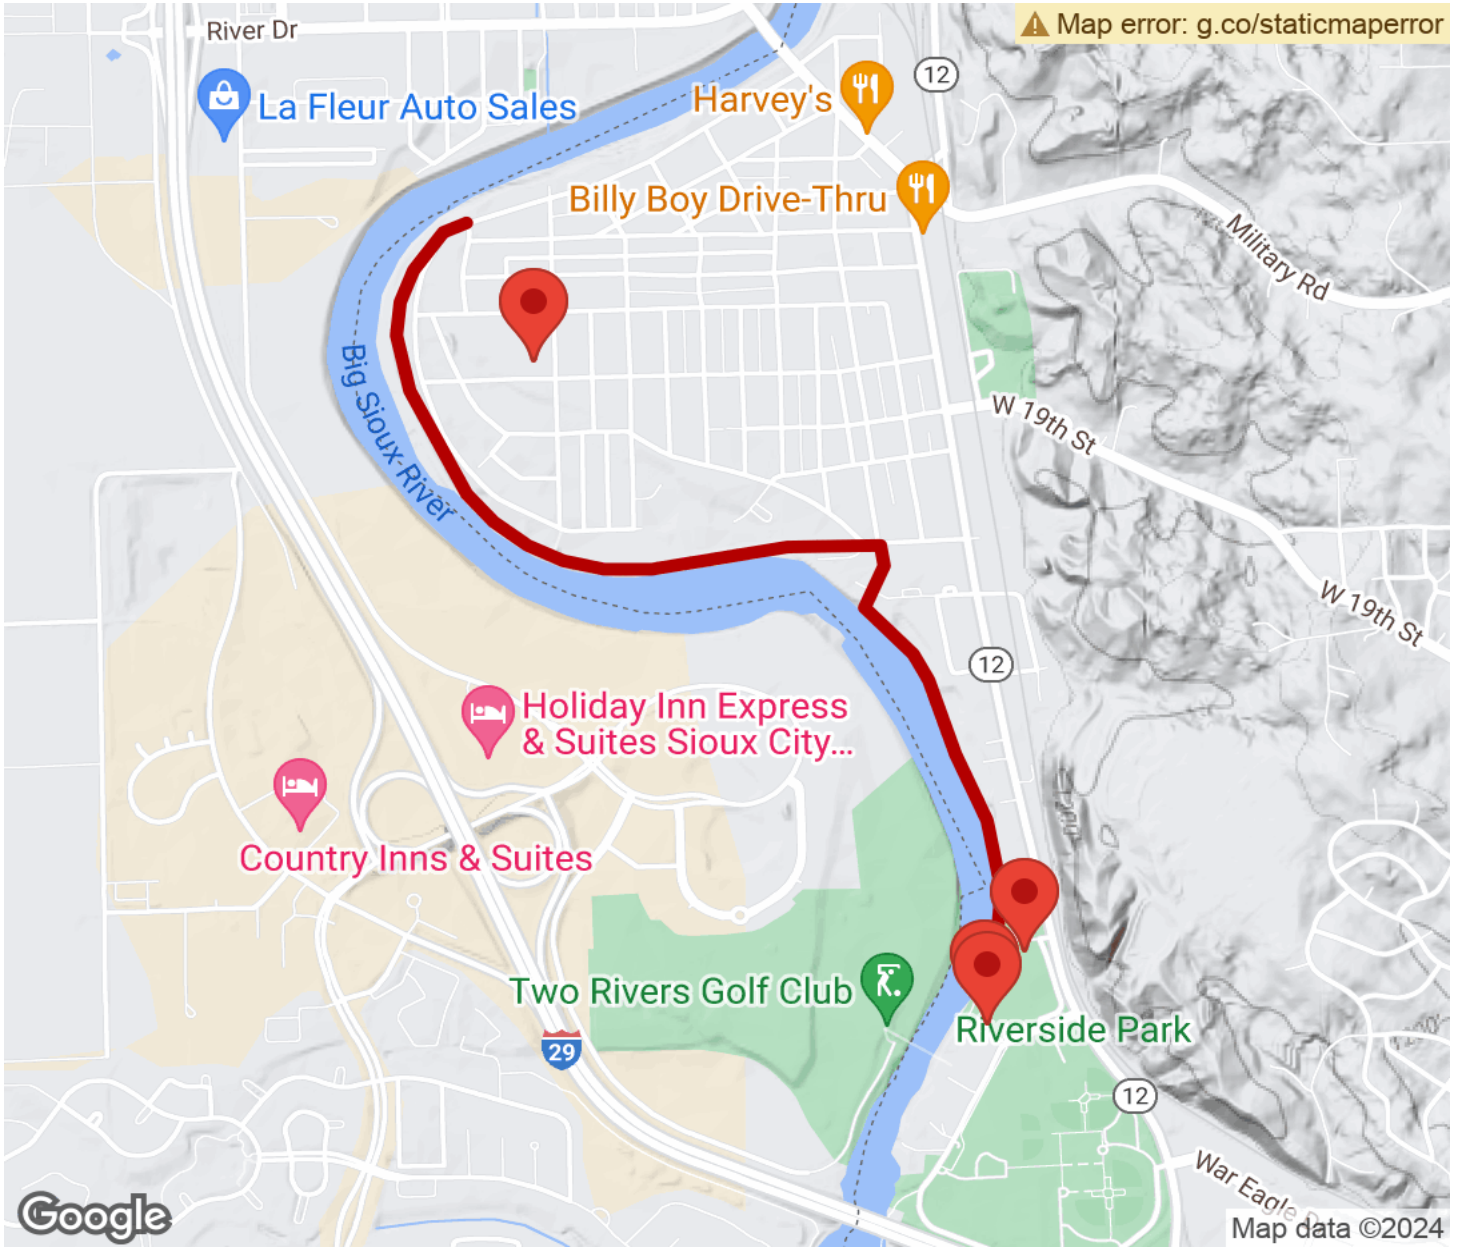 River Dr
Map error: g.co/staticmaperror
La Fleur Auto Sales
Harvey's
12
Billy Boy Drive-Thru
Military Rd
Big Sioux River
W 19th St
W 19th St
12
Holiday Inn Express
& Suites Sioux City...
Country Inns & Suites
Two Rivers Golf Club
Riverside Park
29
12
War Eagle
Google
Map data ©2024